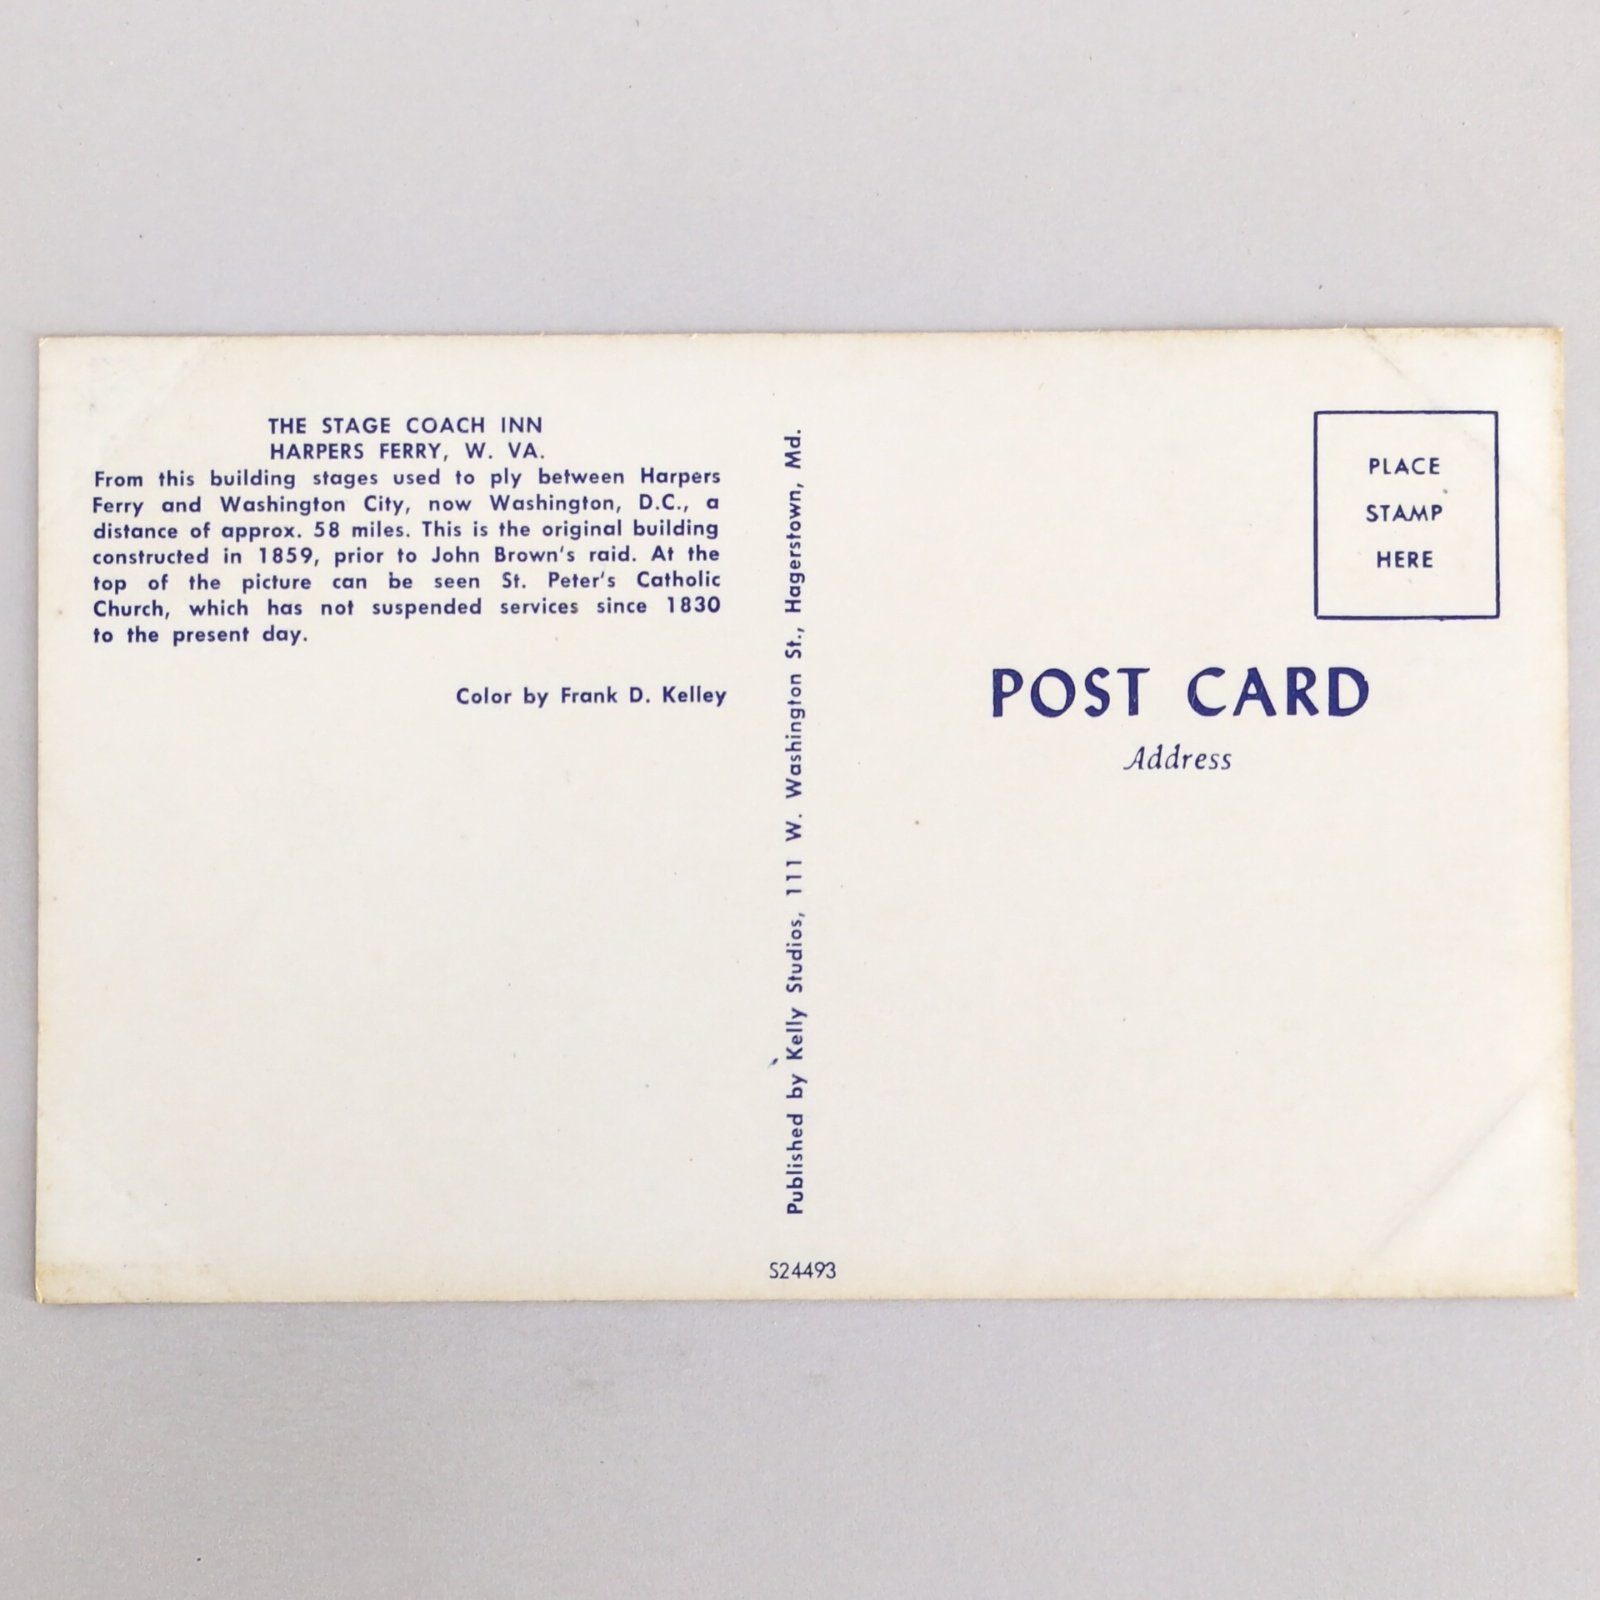 THE STAGE COACH INN
HARPERS FERRY, W. VA.
From this building stages used to ply between Harpers
Ferry and Washington City, now Washington, D.C., a
distance of approx. 58 miles. This is the original building
constructed in 1859, prior to John Brown's raid. At the
top of the picture can be seen St. Peter's Catholic
Church, which has not suspended services since 1830
to the present day.
Color by Frank D. Kelley
Published by Kelly Studios, 111 W. Washington St., Hagerstown, Md.
S24493
PLACE
STAMP
HERE
POST CARD
Address